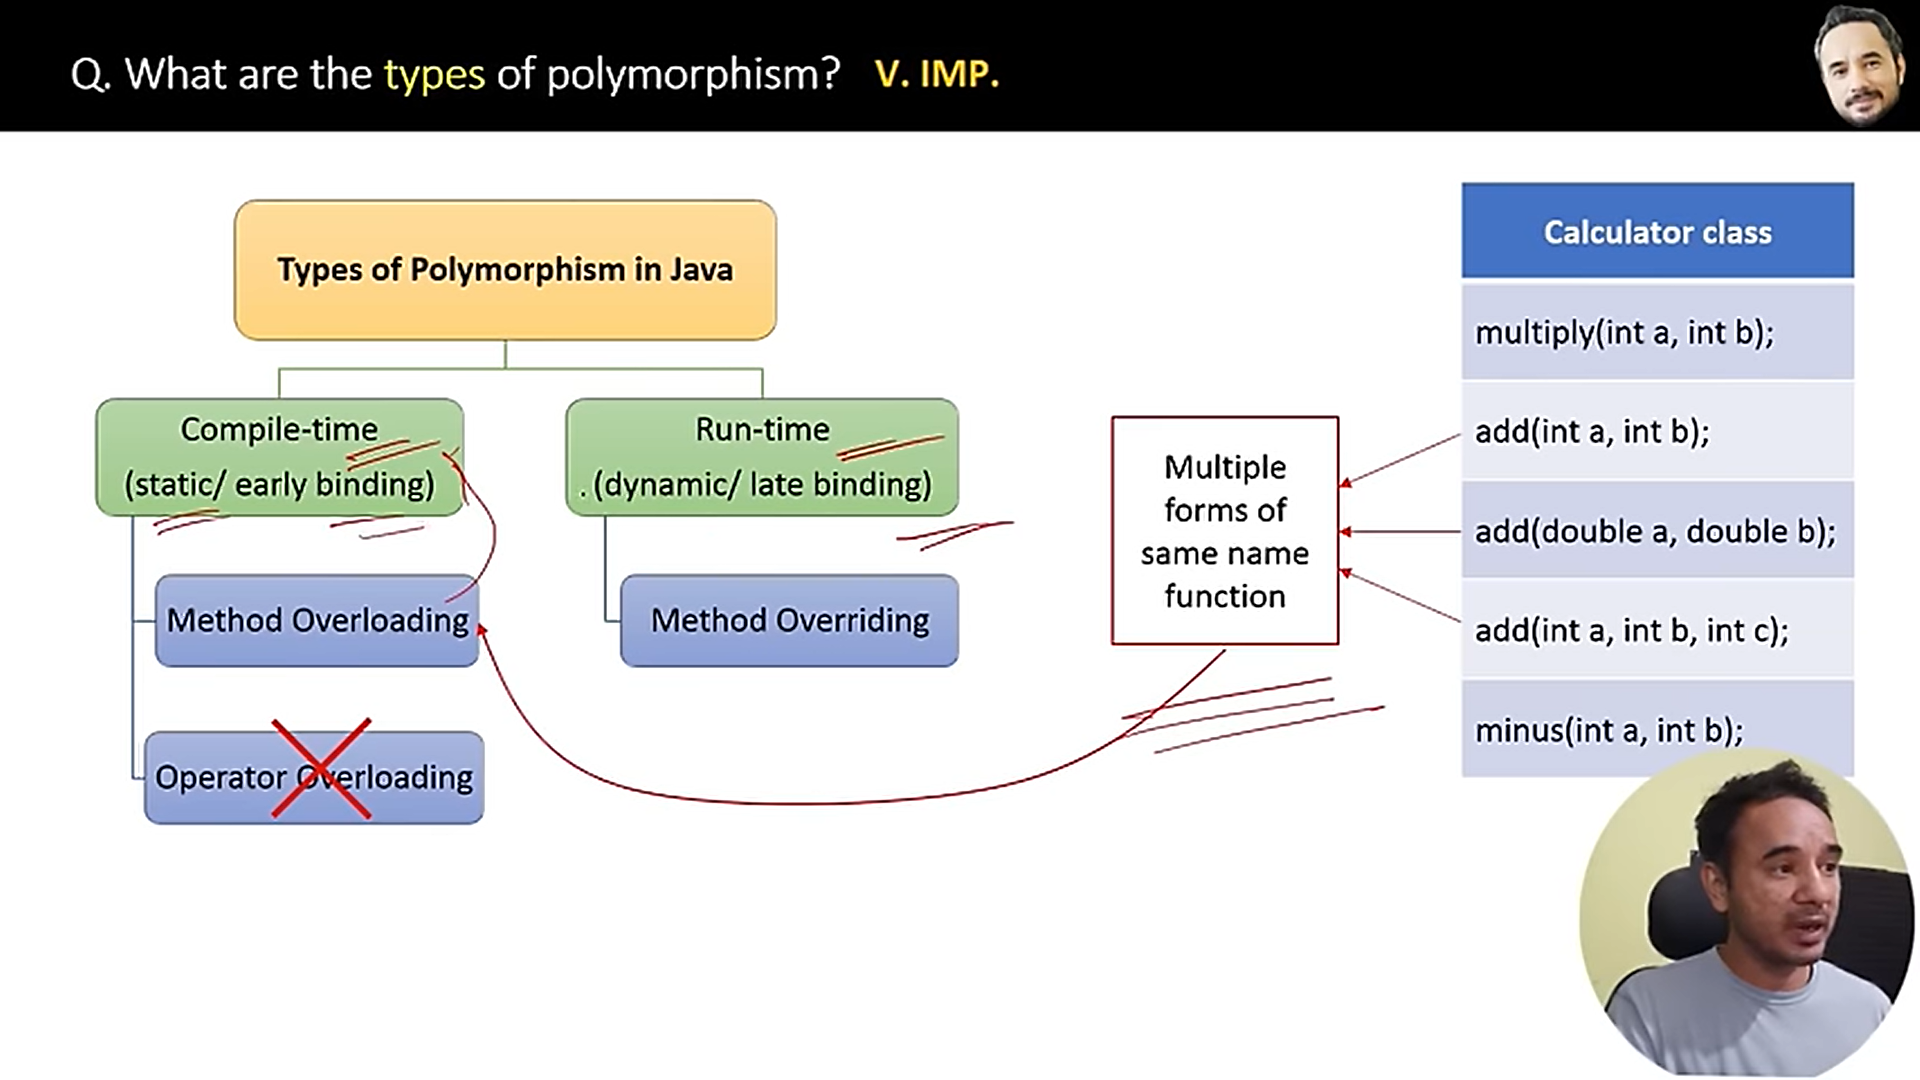 Q. What are the types of polymorphism? V. IMP.
Types of Polymorphism in Java
Compile-time
(static/ early binding)
Run-time
. (dynamic/ late binding)
Method Overloading
Method Overriding
Operator Overloading
Multiple
forms of
same name
function
Calculator class
multiply(int a, int b);
add(int a, int b);
add(double a, double b);
add(int a, int b, int c);
minus(int a, int b);